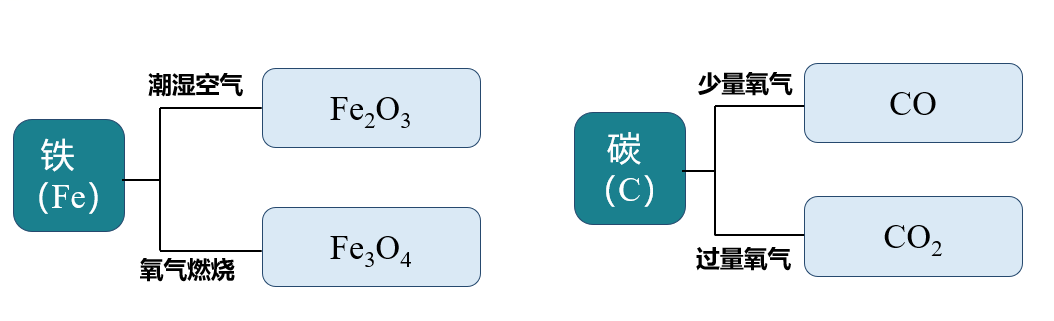 潮湿空气
Fe₂O₃
铁
(Fe)
Fe₃O₄
氧气燃烧
少量氧气
CO
碳
(C)
CO₂
过量氧气